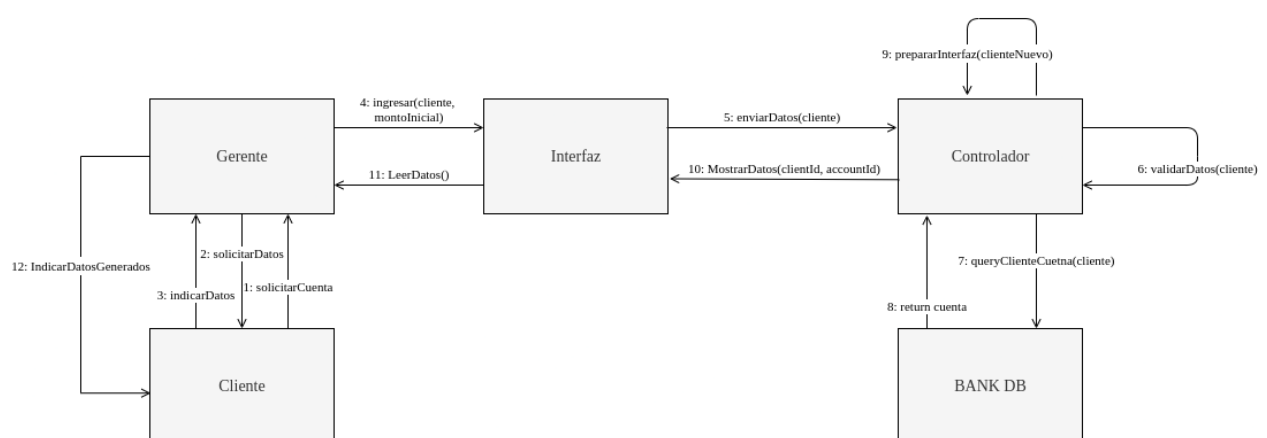 9: prepararInterfaz(clienteNuevo)
4: ingresar(cliente,
montoInicial)
5: enviarDatos(cliente)
Gerente
Interfaz
Controlador
11: LeerDatos()
10: MostrarDatos(clientId, accountId)
6: validarDatos(cliente)
2: solicitarDatos
12: IndicarDatosGenerados
3: indicarDatos
1: solicitarCuenta
7: queryClienteCuetna(cliente)
8: return cuenta
Cliente
BANK DB